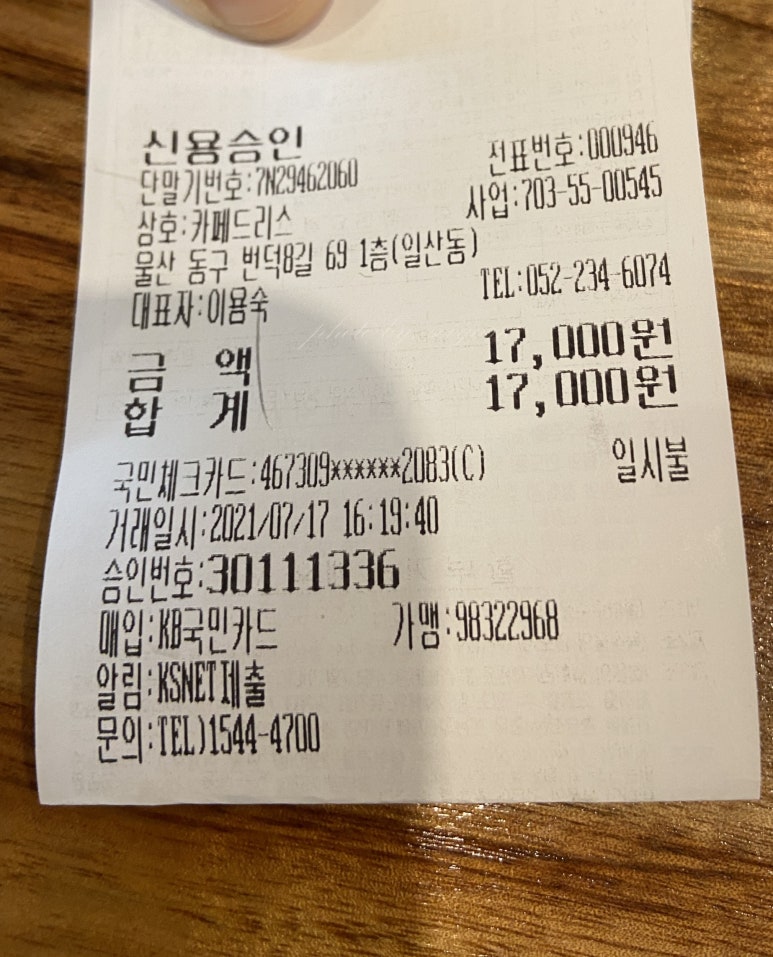 신용승인
전표번호:000946
단말기번호:7N29462060
사업:703-55-00545
상호:카페드리스
울산 동구 번덕8길 69 1층(일산동)
TEL:052-234-6074
대표자:이용숙
금 액 17,000원
합 계 17,000원
국민체크카드:467309******2083(C)
일시불
거래일시:2021/07/17 16:19:40
승인번호:30111336
매입:KB국민카드 가맹:98322968
알림:KSNET제출
문의:TEL)1544-4700